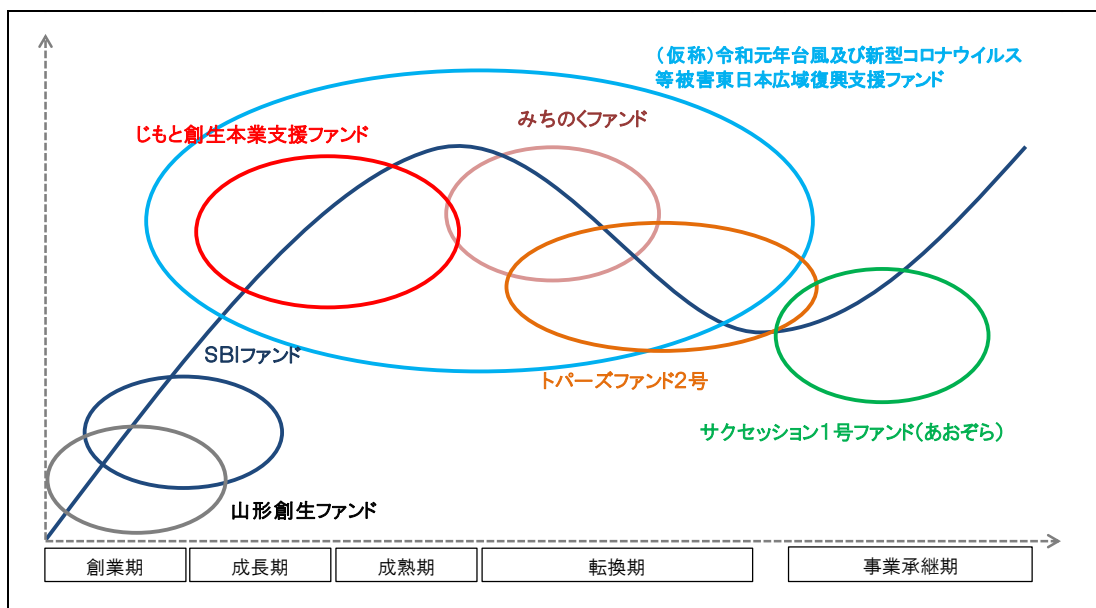 (仮称)令和元年台風及び新型コロナウイルス
等被害東日本広域復興支援ファンド
みちのくファンド
じもと創生本業支援ファンド
SBIファンド
トパーズファンド2号
サクセッション1号ファンド(あおぞら)
山形創生ファンド
創業期
成長期
成熟期
転換期
事業承継期